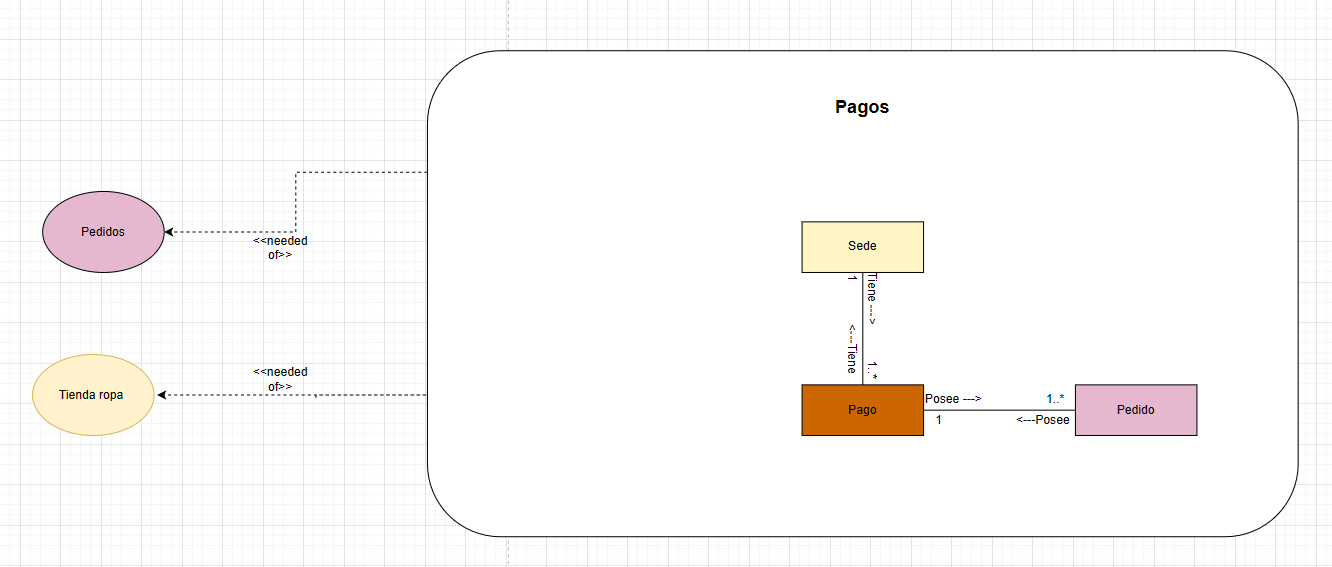 Pagos
Pedidos
<<needed
of>>
Sede
1
Tiene --->
<---Tiene
1..*
Tienda ropa
<<needed
of>>
Pago
Posee --->
1
1..*
<---Posee
Pedido